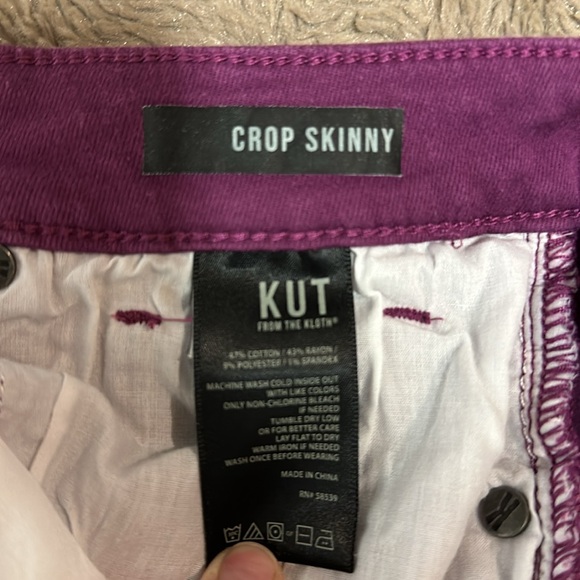 CROP SKINNY
KUT
FROM THE KLOTH®
47% COTTON / 43% RAYON /
9% POLYESTER / 1% SPANDEX
MACHINE WASH COLD INSIDE OUT
WITH LIKE COLORS
ONLY NON-CHLORINE BLEACH
IF NEEDED
TUMBLE DRY LOW
OR FOR BETTER CARE
LAY FLAT TO DRY
WARM IRON IF NEEDED
WASH ONCE BEFORE WEARING
MADE IN CHINA
RN# 58539
OR